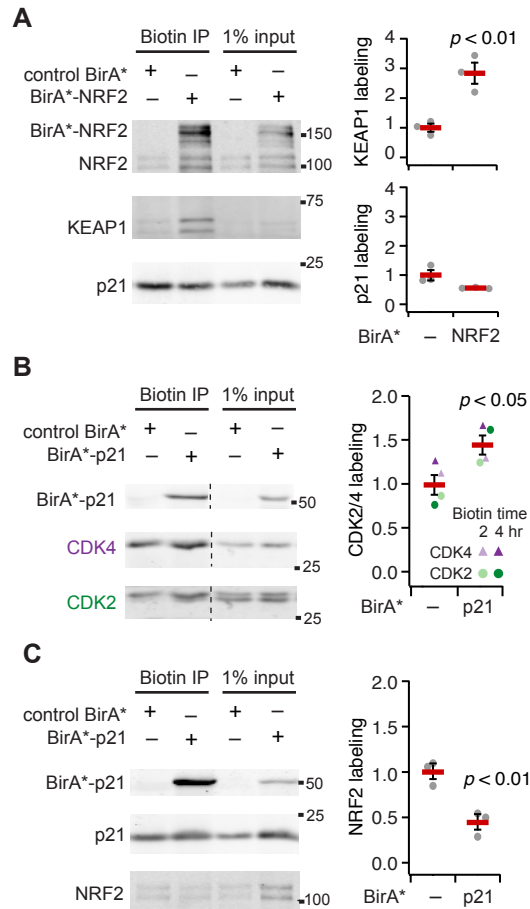 A
Biotin IP 1% input
control BirA* + – + –
BirA*-NRF2 – + – +
BirA*-NRF2
150
NRF2
100
75
KEAP1
25
p21
p < 0.01
KEAP1 labeling
4
3
2
1
0
p21 labeling
4
3
2
1
0
BirA* – NRF2
B
Biotin IP 1% input
control BirA* + – + –
BirA*-p21 – + – +
BirA*-p21
50
CDK4
25
CDK2
25
p < 0.05
CDK2/4 labeling
2.0
1.5
1.0
0.5
0.0
Biotin time
2 4 hr
CDK4
CDK2
BirA* – p21
C
Biotin IP 1% input
control BirA* + – + –
BirA*-p21 – + – +
BirA*-p21
50
25
p21
NRF2
100
NRF2 labeling
2.0
1.5
1.0
0.5
0.0
p < 0.01
BirA* – p21